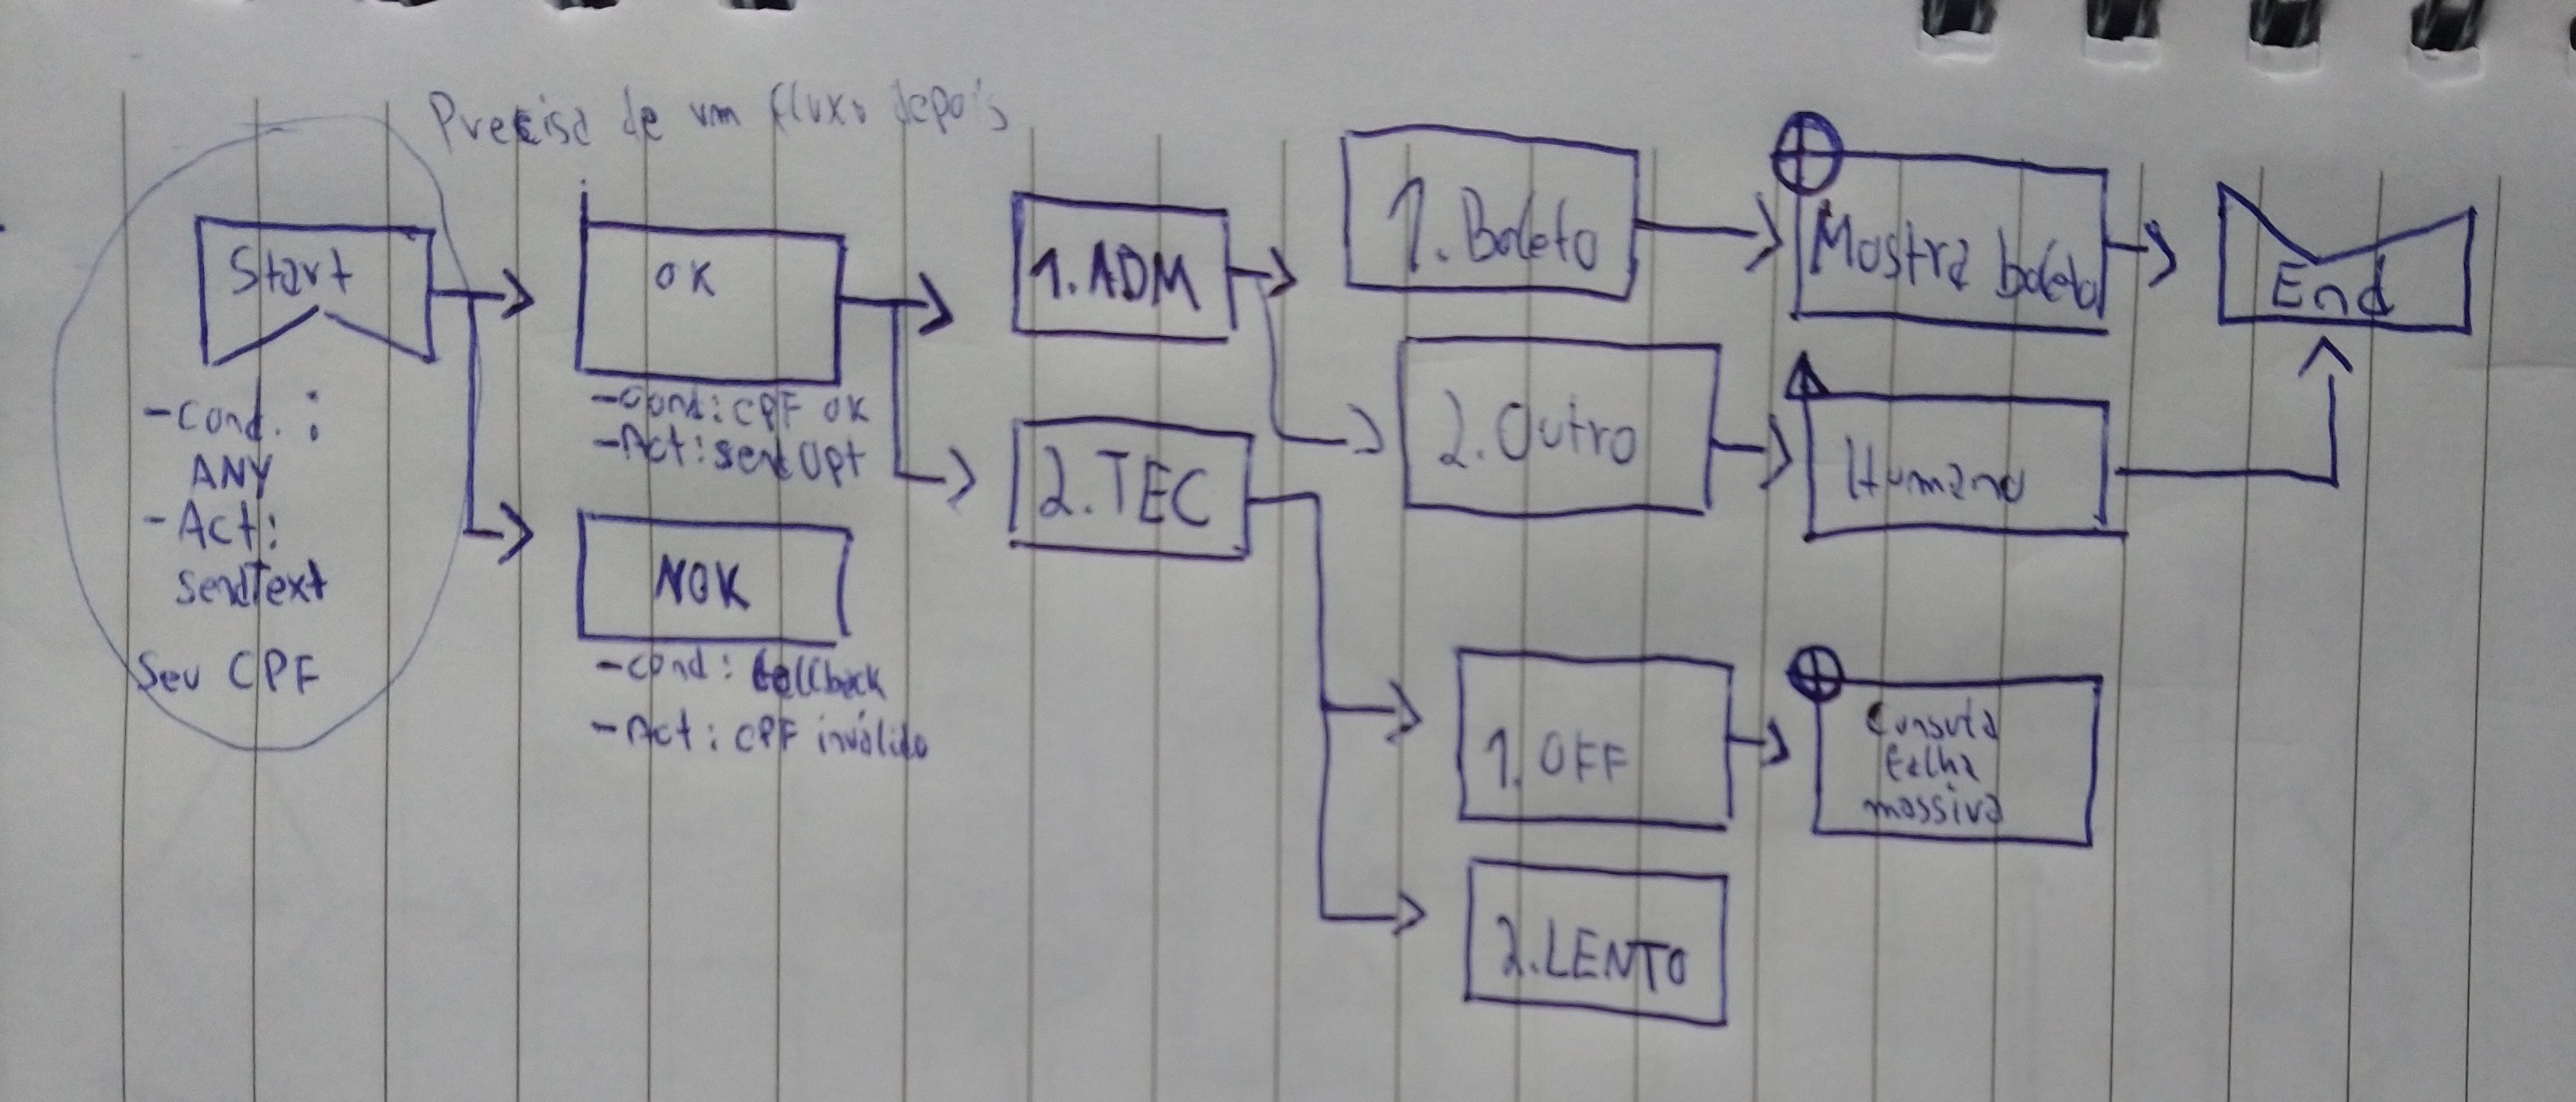 Precisa de um fluxo depois
Start
-Cond. :
ANY
-Act:
sendText
Seu CPF
OK
-Cond: CPF OK
-Act: send Opt
NOK
-cond: fallback
-Act: CPF inválido
1. ADM
2. TEC
1. Boleto
2. Outro
1. OFF
2. LENTO
Mostra boleto
Humano
falha
massiva
End